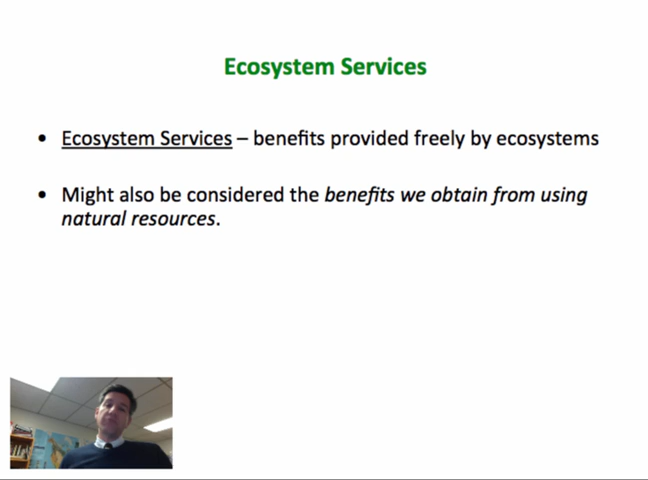 Ecosystem Services
• Ecosystem Services – benefits provided freely by ecosystems
• Might also be considered the benefits we obtain from using
natural resources.